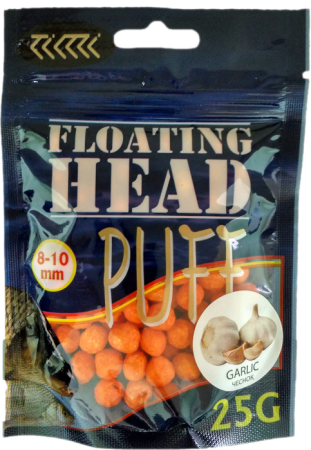 FLOATING
HEAD
PUFF
8-10
mm
GARLIC
ЧЕСНОК
25G